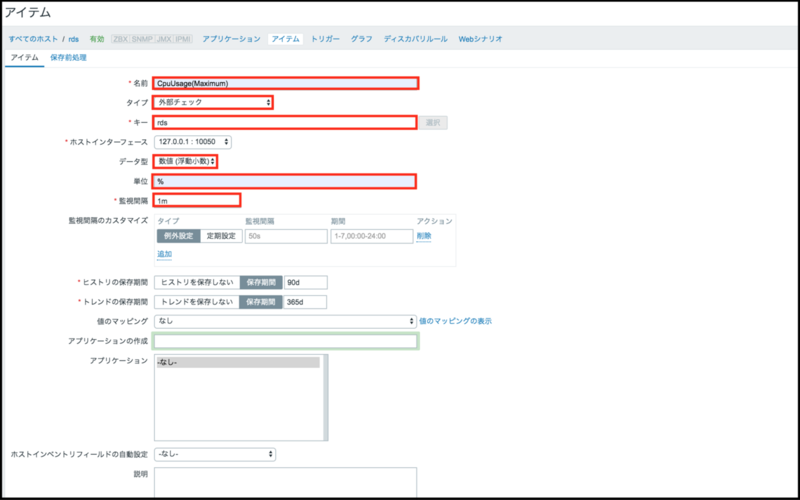 アイテム
すべてのホスト / rds 有効 ZBX SNMP JMX IPMI アプリケーション アイテム トリガー グラフ ディスカバリルール Webシナリオ
アイテム 保存前処理
* 名前 CpuUsage(Maximum)
タイプ 外部チェック
* キー rds 選択
* ホストインターフェース 127.0.0.1 : 10050
データ型 数値 (浮動小数)
単位 %
* 監視間隔 1m
監視間隔のカスタマイズ タイプ 監視間隔 期間 アクション
例外設定 定期設定 50s 1-7,00:00-24:00 削除
追加
* ヒストリの保存期間 ヒストリを保存しない 保存期間 90d
* トレンドの保存期間 トレンドを保存しない 保存期間 365d
値のマッピング なし 値のマッピングの表示
アプリケーションの作成
アプリケーション -なし-
ホストインベントリフィールドの自動設定 -なし-
説明